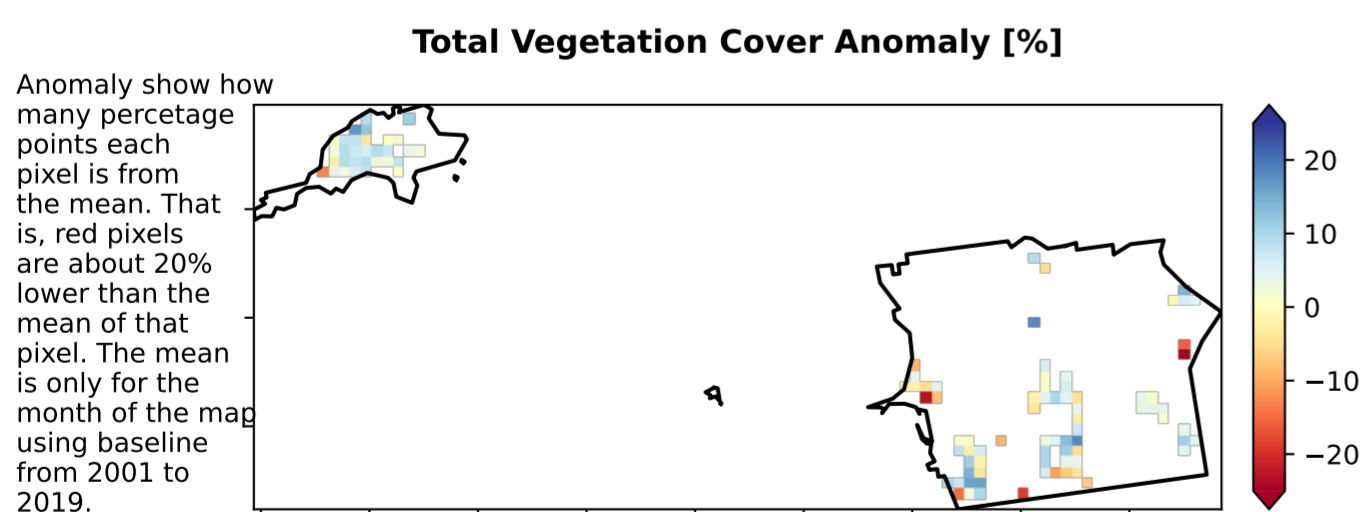 Total Vegetation Cover Anomaly [%]
Anomaly show how
many percetage
points each
pixel is from
the mean. That
is, red pixels
are about 20%
lower than the
mean of that
pixel. The mean
is only for the
month of the map
using baseline
from 2001 to
2019.
20
10
0
−10
−20